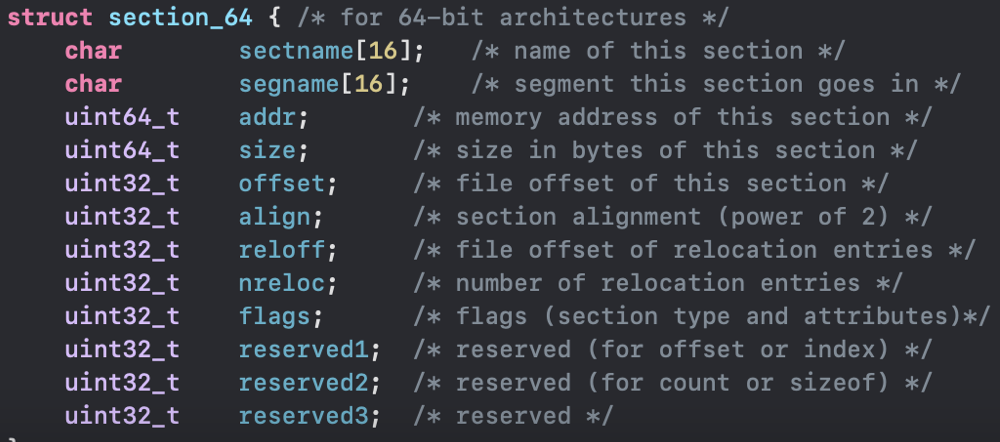 struct section_64 { /* for 64-bit architectures */
char sectname[16]; /* name of this section */
char segname[16]; /* segment this section goes in */
uint64_t addr; /* memory address of this section */
uint64_t size; /* size in bytes of this section */
uint32_t offset; /* file offset of this section */
uint32_t align; /* section alignment (power of 2) */
uint32_t reloff; /* file offset of relocation entries */
uint32_t nreloc; /* number of relocation entries */
uint32_t flags; /* flags (section type and attributes)*/
uint32_t reserved1; /* reserved (for offset or index) */
uint32_t reserved2; /* reserved (for count or sizeof) */
uint32_t reserved3; /* reserved */